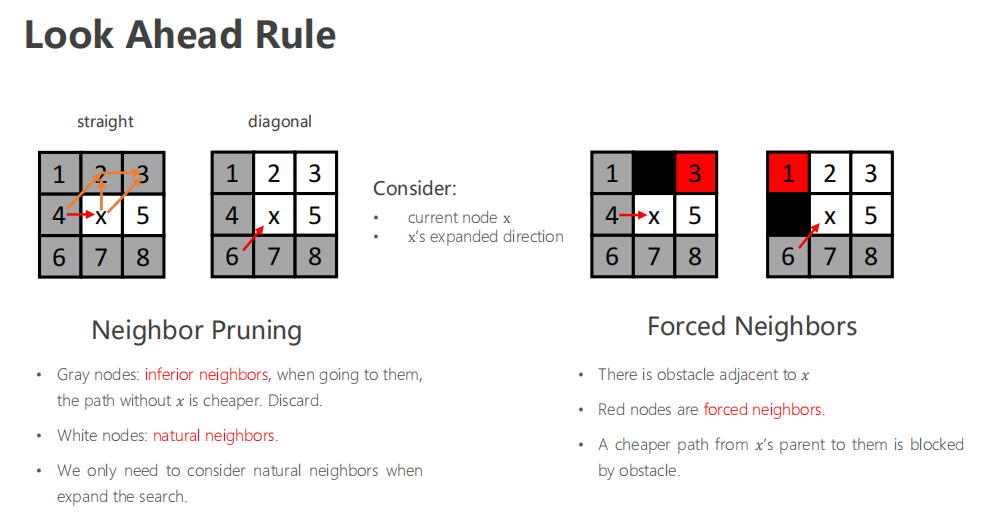 Look Ahead Rule
straight
diagonal
1 2 3
4 x 5
6 7 8
1 2 3
4 x 5
6 7 8
Consider:
• current node x
• x's expanded direction
1 3
4 x 5
6 7 8
1 2 3
x 5
6 7 8
Neighbor Pruning
• Gray nodes: inferior neighbors, when going to them,
the path without x is cheaper. Discard.
• White nodes: natural neighbors.
• We only need to consider natural neighbors when
expand the search.
Forced Neighbors
• There is obstacle adjacent to x
• Red nodes are forced neighbors.
• A cheaper path from x's parent to them is blocked
by obstacle.